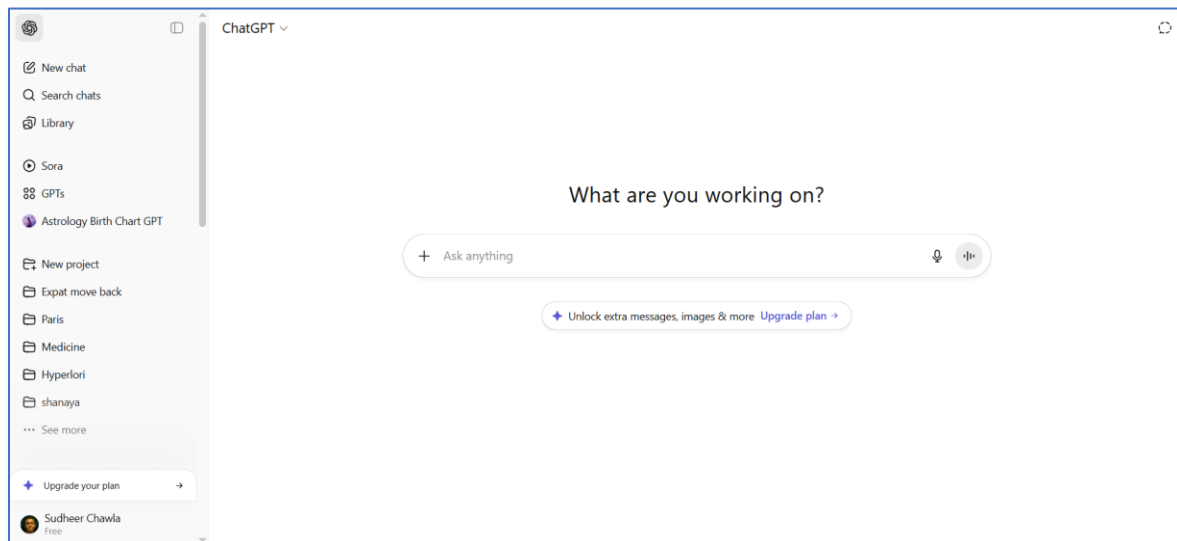 ChatGPT
New chat
Search chats
Library
Sora
GPTs
Astrology Birth Chart GPT
New project
Expat move back
Paris
Medicine
Hyperlori
shanaya
See more
Upgrade your plan
Sudheer Chawla
Free
What are you working on?
Ask anything
Unlock extra messages, images & more Upgrade plan